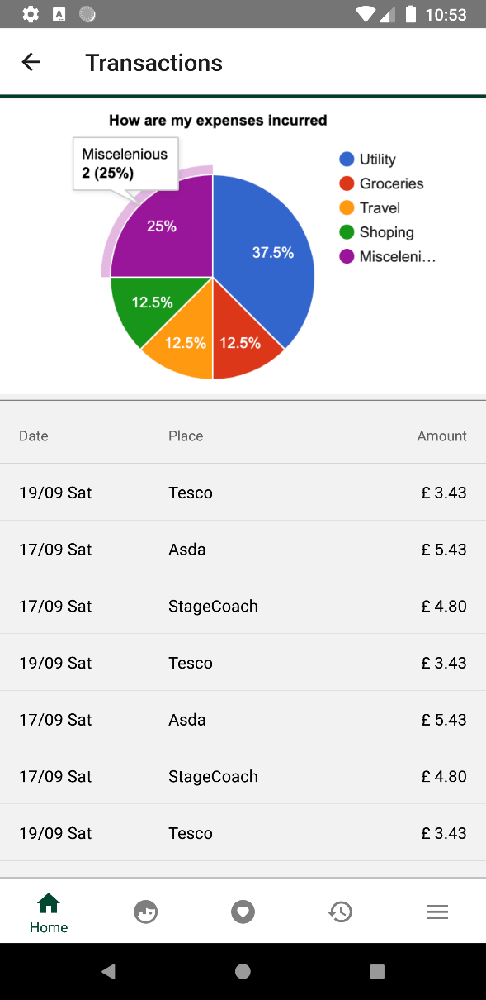 10:53
Transactions
How are my expenses incurred
Miscelenious
2 (25%)
Utility
Groceries
Travel
Shoping
Misceleni…
25%
37.5%
12.5%
12.5%
12.5%
Date Place Amount
19/09 Sat Tesco £ 3.43
17/09 Sat Asda £ 5.43
17/09 Sat StageCoach £ 4.80
19/09 Sat Tesco £ 3.43
17/09 Sat Asda £ 5.43
17/09 Sat StageCoach £ 4.80
19/09 Sat Tesco £ 3.43
Home